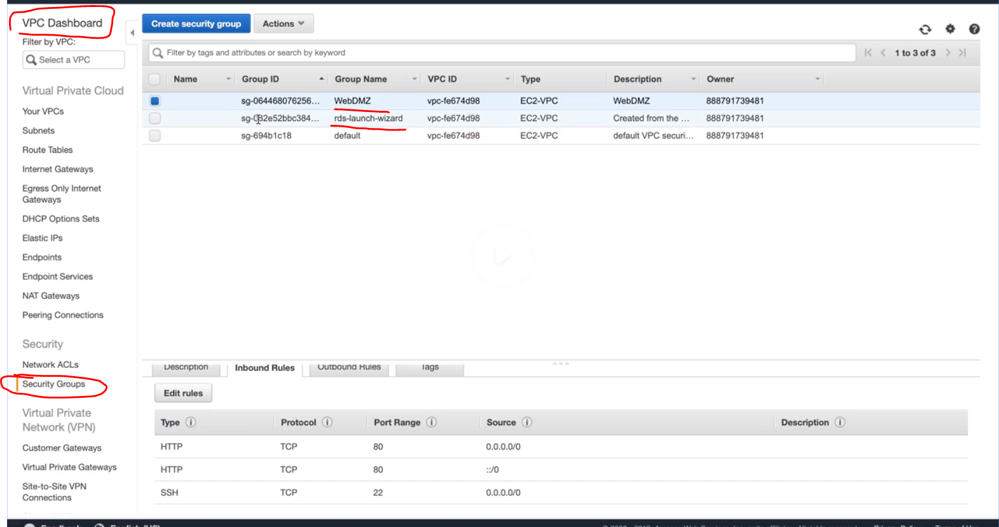 VPC Dashboard
Filter by VPC:
Select a VPC
Virtual Private Cloud
Your VPCs
Subnets
Route Tables
Internet Gateways
Egress Only Internet
Gateways
DHCP Options Sets
Elastic IPs
Endpoints
Endpoint Services
NAT Gateways
Peering Connections
Security
Network ACLs
Security Groups
Virtual Private
Network (VPN)
Customer Gateways
Virtual Private Gateways
Site-to-Site VPN
Connections
Create security group Actions
Filter by tags and attributes or search by keyword 1 to 3 of 3
Name Group ID Group Name VPC ID Type Description Owner
sg-064468076256... WebDMZ vpc-fe674d98 EC2-VPC WebDMZ 888791739481
sg-032e52bbc384... rds-launch-wizard vpc-fe674d98 EC2-VPC Created from the ... 888791739481
sg-694b1c18 default vpc-fe674d98 EC2-VPC default VPC securi... 888791739481
Description Inbound Rules Outbound Rules Tags
Edit rules
Type Protocol Port Range Source Description
HTTP TCP 80 0.0.0.0/0
HTTP TCP 80 ::/0
SSH TCP 22 0.0.0.0/0
Feedback English (US)